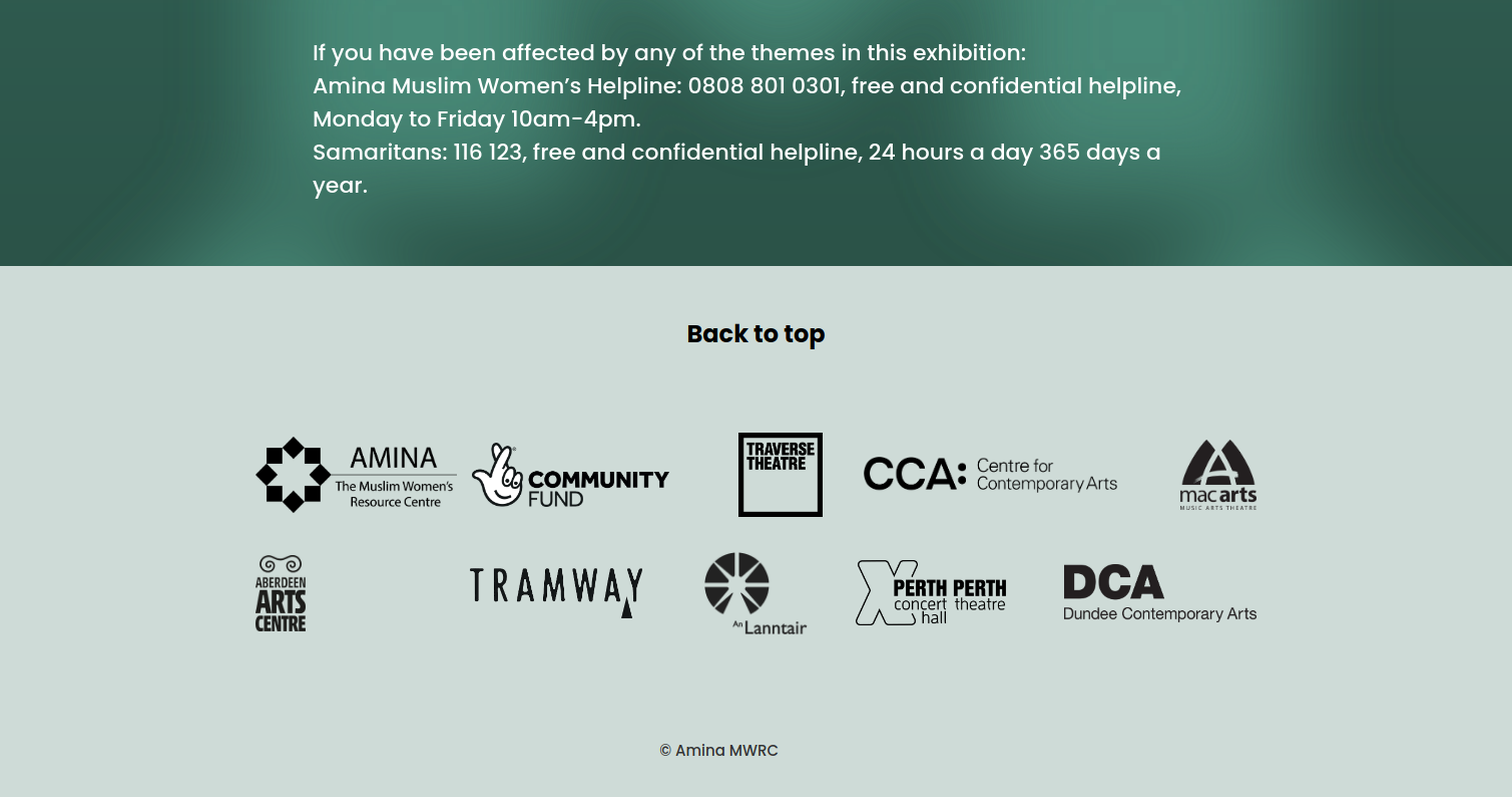 If you have been affected by any of the themes in this exhibition:
Amina Muslim Women’s Helpline: 0808 801 0301, free and confidential helpline,
Monday to Friday 10am-4pm.
Samaritans: 116 123, free and confidential helpline, 24 hours a day 365 days a
year.
Back to top
AMINA
The Muslim Women’s
Resource Centre
COMMUNITY
FUND
TRAVERSE
THEATRE
CCA: Centre for
Contemporary Arts
macarts
MUSIC ARTS THEATRE
ABERDEEN
ARTS
CENTRE
TRAMWAY
An Lanntair
PERTH PERTH
concert theatre
hall
DCA
Dundee Contemporary Arts
© Amina MWRC